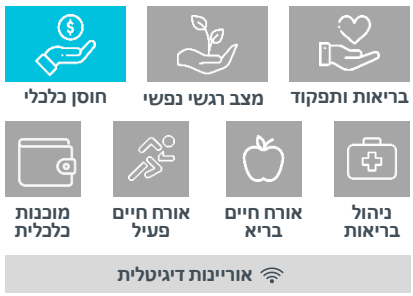 בריאות ותפקוד
מצב רגשי נפשי
חוסן כלכלי
ניהול
בריאות
אורח חיים
בריא
אורח חיים
פעיל
מוכנות
כלכלית
אוריינות דיגיטלית